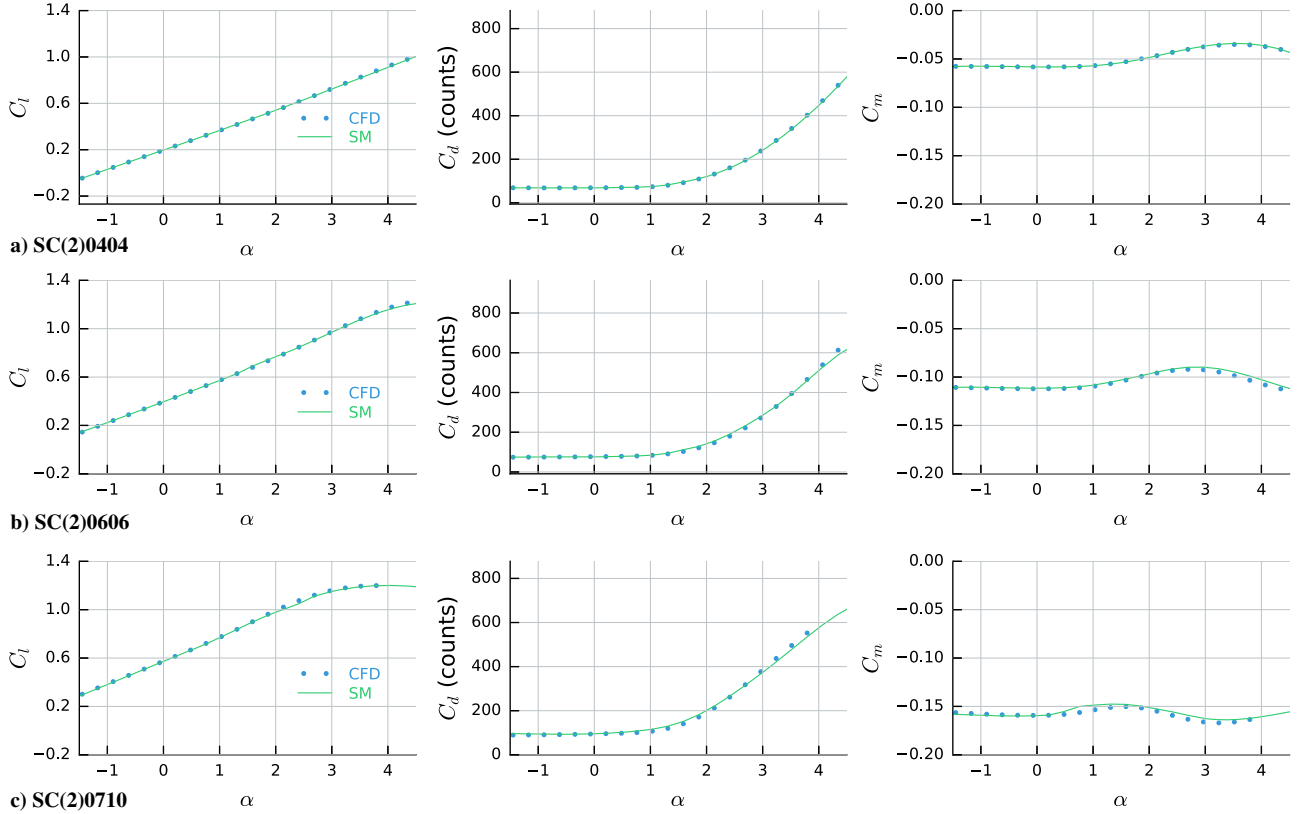 1.4
1.0
0.6
0.2
−0.2
C_l
−1 0 1 2 3 4
α
CFD
SM
800
600
400
200
0
C_d (counts)
−1 0 1 2 3 4
α
0.00
−0.05
−0.10
−0.15
−0.20
C_m
−1 0 1 2 3 4
α
a) SC(2)0404
1.4
1.0
0.6
0.2
−0.2
C_l
−1 0 1 2 3 4
α
CFD
SM
800
600
400
200
0
C_d (counts)
−1 0 1 2 3 4
α
0.00
−0.05
−0.10
−0.15
−0.20
C_m
−1 0 1 2 3 4
α
b) SC(2)0606
1.4
1.0
0.6
0.2
−0.2
C_l
−1 0 1 2 3 4
α
CFD
SM
800
600
400
200
0
C_d (counts)
−1 0 1 2 3 4
α
0.00
−0.05
−0.10
−0.15
−0.20
C_m
−1 0 1 2 3 4
α
c) SC(2)0710